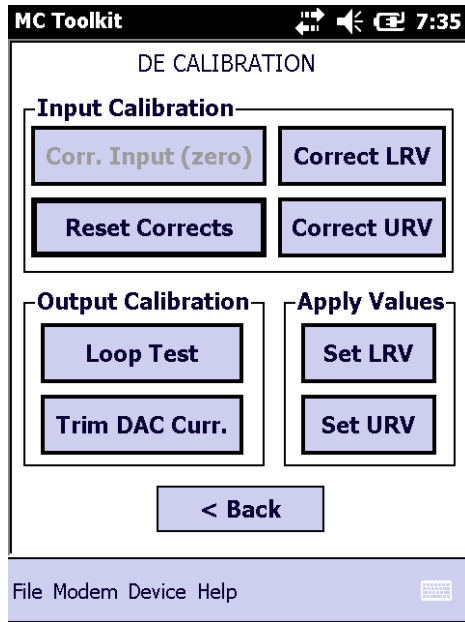 MC Toolkit 7:35
DE CALIBRATION
Input Calibration
Corr. Input (zero) Correct LRV
Reset Corrects Correct URV
Output Calibration Apply Values
Loop Test Set LRV
Trim DAC Curr. Set URV
< Back
File Modem Device Help